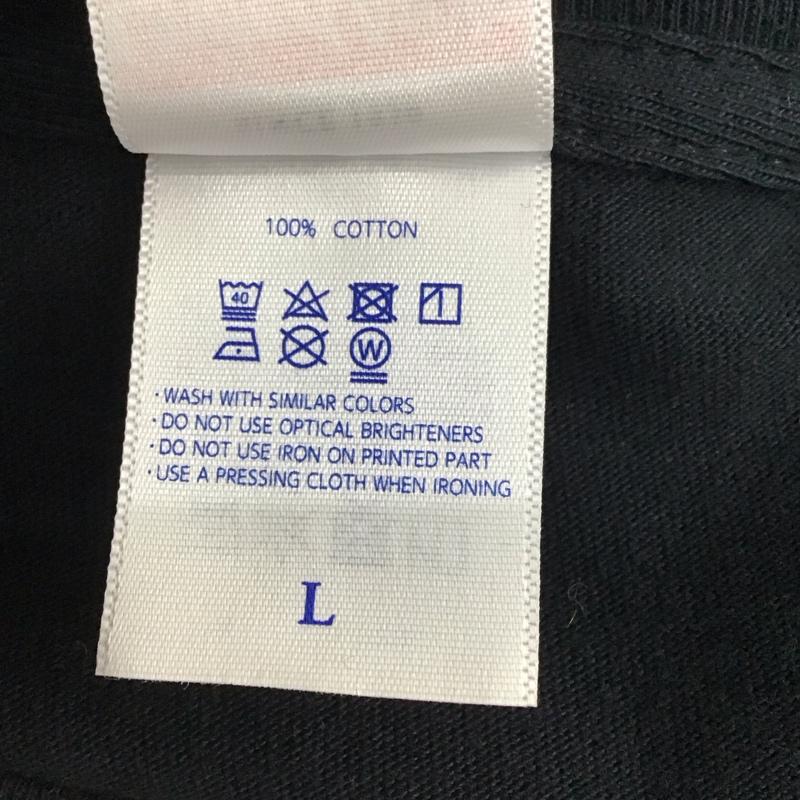 100% COTTON
40
W
·WASH WITH SIMILAR COLORS
·DO NOT USE OPTICAL BRIGHTENERS
·DO NOT USE IRON ON PRINTED PART
·USE A PRESSING CLOTH WHEN IRONING
L